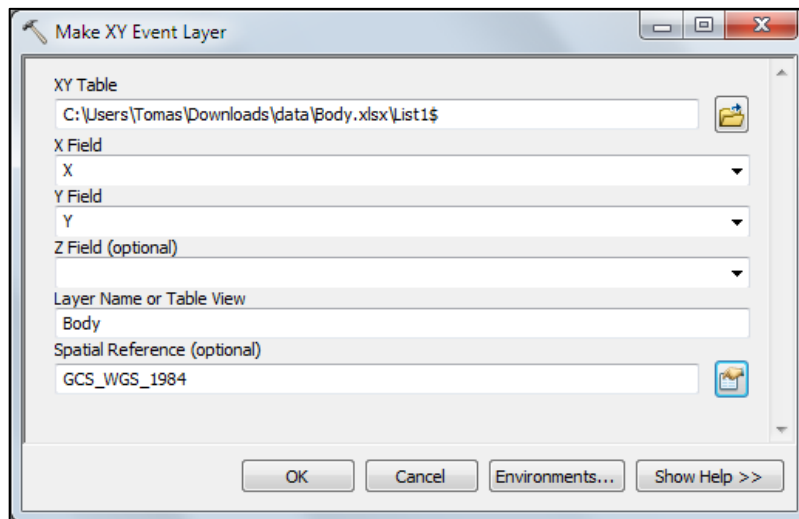 Make XY Event Layer
XY Table
C:\Users\Tomas\Downloads\data\Body.xlsx\List1$
X Field
X
Y Field
Y
Z Field (optional)
Layer Name or Table View
Body
Spatial Reference (optional)
GCS_WGS_1984
OK Cancel Environments... Show Help >>